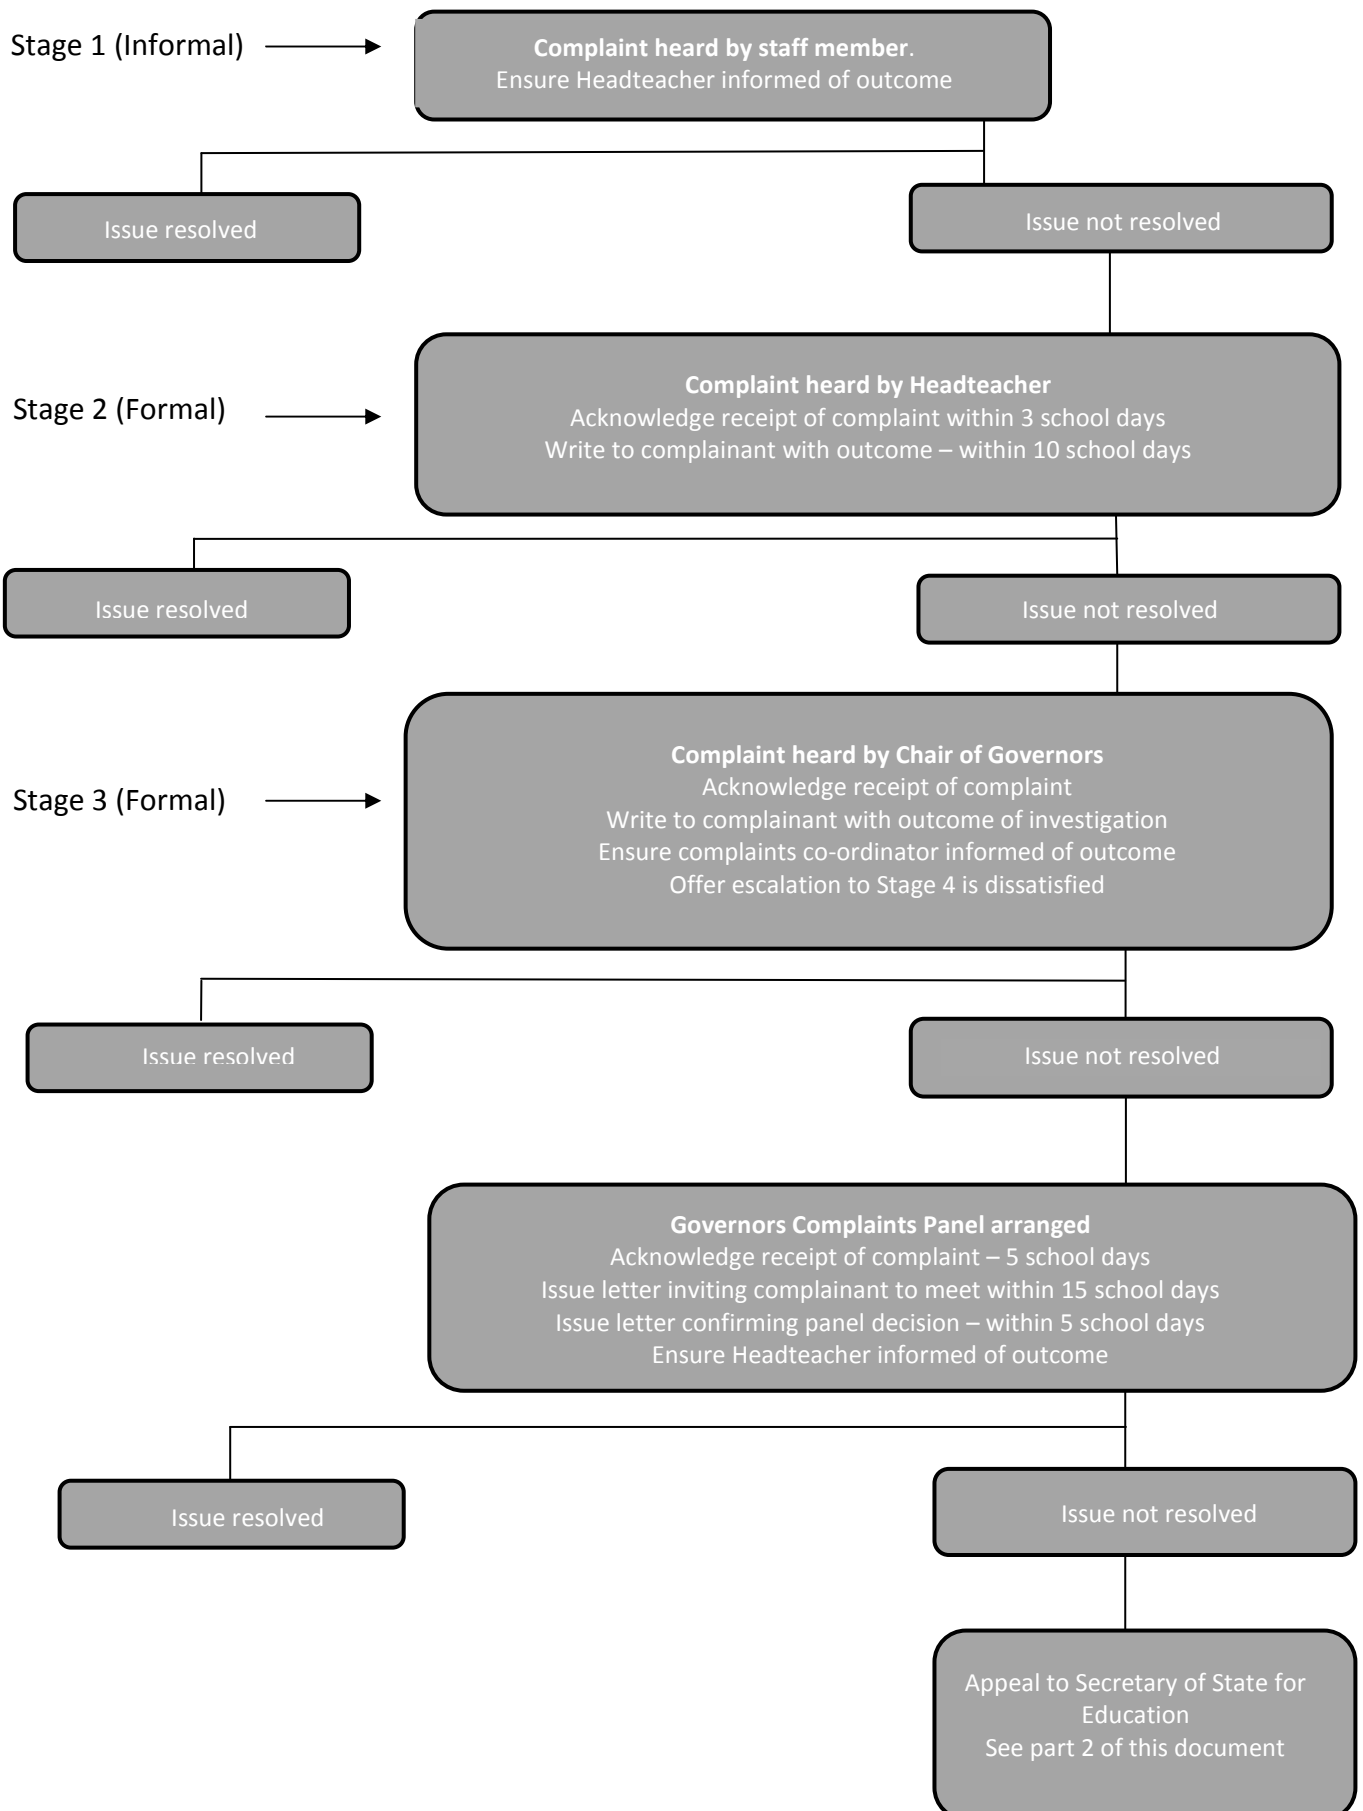 Stage 1 (Informal)
Complaint heard by staff member.
Ensure Headteacher informed of outcome
Issue resolved
Issue not resolved
Stage 2 (Formal)
Complaint heard by Headteacher
Acknowledge receipt of complaint within 3 school days
Write to complainant with outcome – within 10 school days
Issue resolved
Issue not resolved
Stage 3 (Formal)
Complaint heard by Chair of Governors
Acknowledge receipt of complaint
Write to complainant with outcome of investigation
Ensure complaints co-ordinator informed of outcome
Offer escalation to Stage 4 is dissatisfied
Issue resolved
Issue not resolved
Governors Complaints Panel arranged
Acknowledge receipt of complaint – 5 school days
Issue letter inviting complainant to meet within 15 school days
Issue letter confirming panel decision – within 5 school days
Ensure Headteacher informed of outcome
Issue resolved
Issue not resolved
Appeal to Secretary of State for
Education
See part 2 of this document